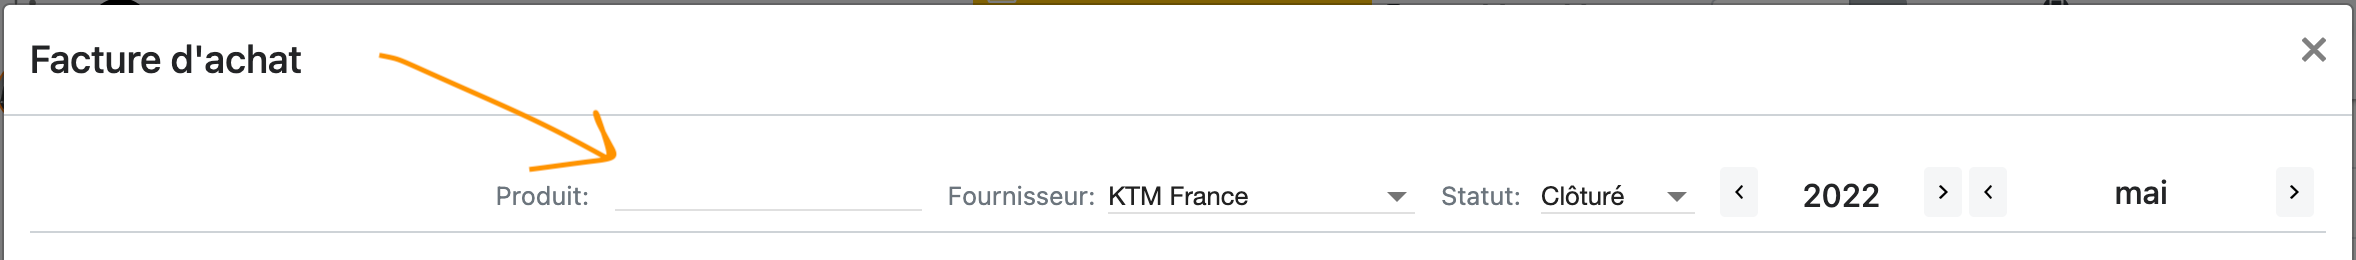 Facture d'achat
Produit: Fournisseur: KTM France Statut: Clôturé 2022 mai